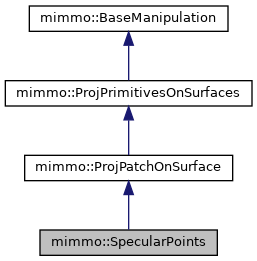 mimmo::BaseManipulation
mimmo::ProjPrimitivesOnSurfaces
mimmo::ProjPatchOnSurface
mimmo::SpecularPoints